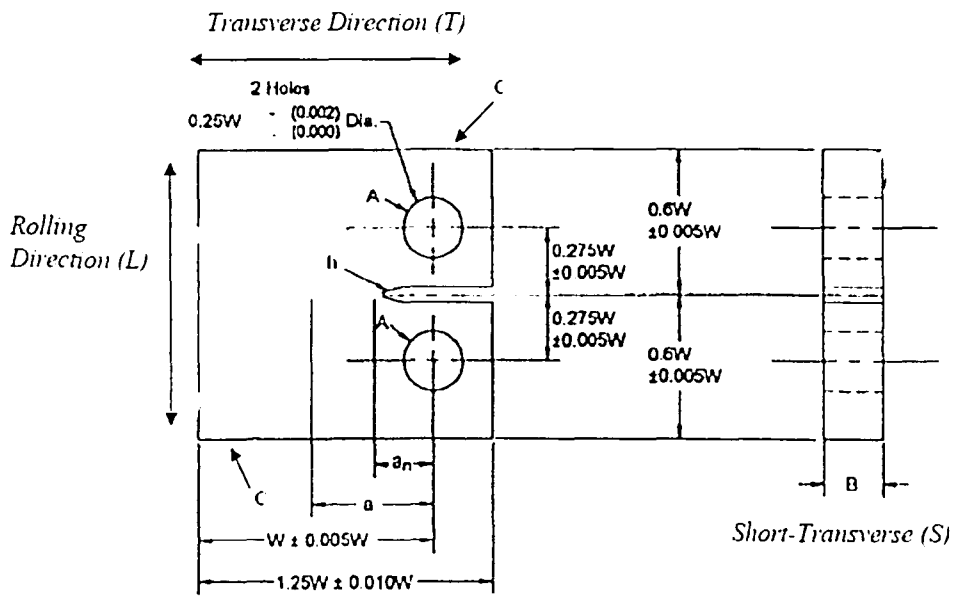 Transverse Direction (T)
2 Holes
0.25W - (0.002) Dia.
- (0.000)
C
A
Rolling
Direction (L)
h
0.6W
±0.005W
0.275W
±0.005W
0.275W
±0.005W
A
0.6W
±0.005W
an
C
a
B
W ± 0.005W
Short-Transverse (S)
1.25W ± 0.010W